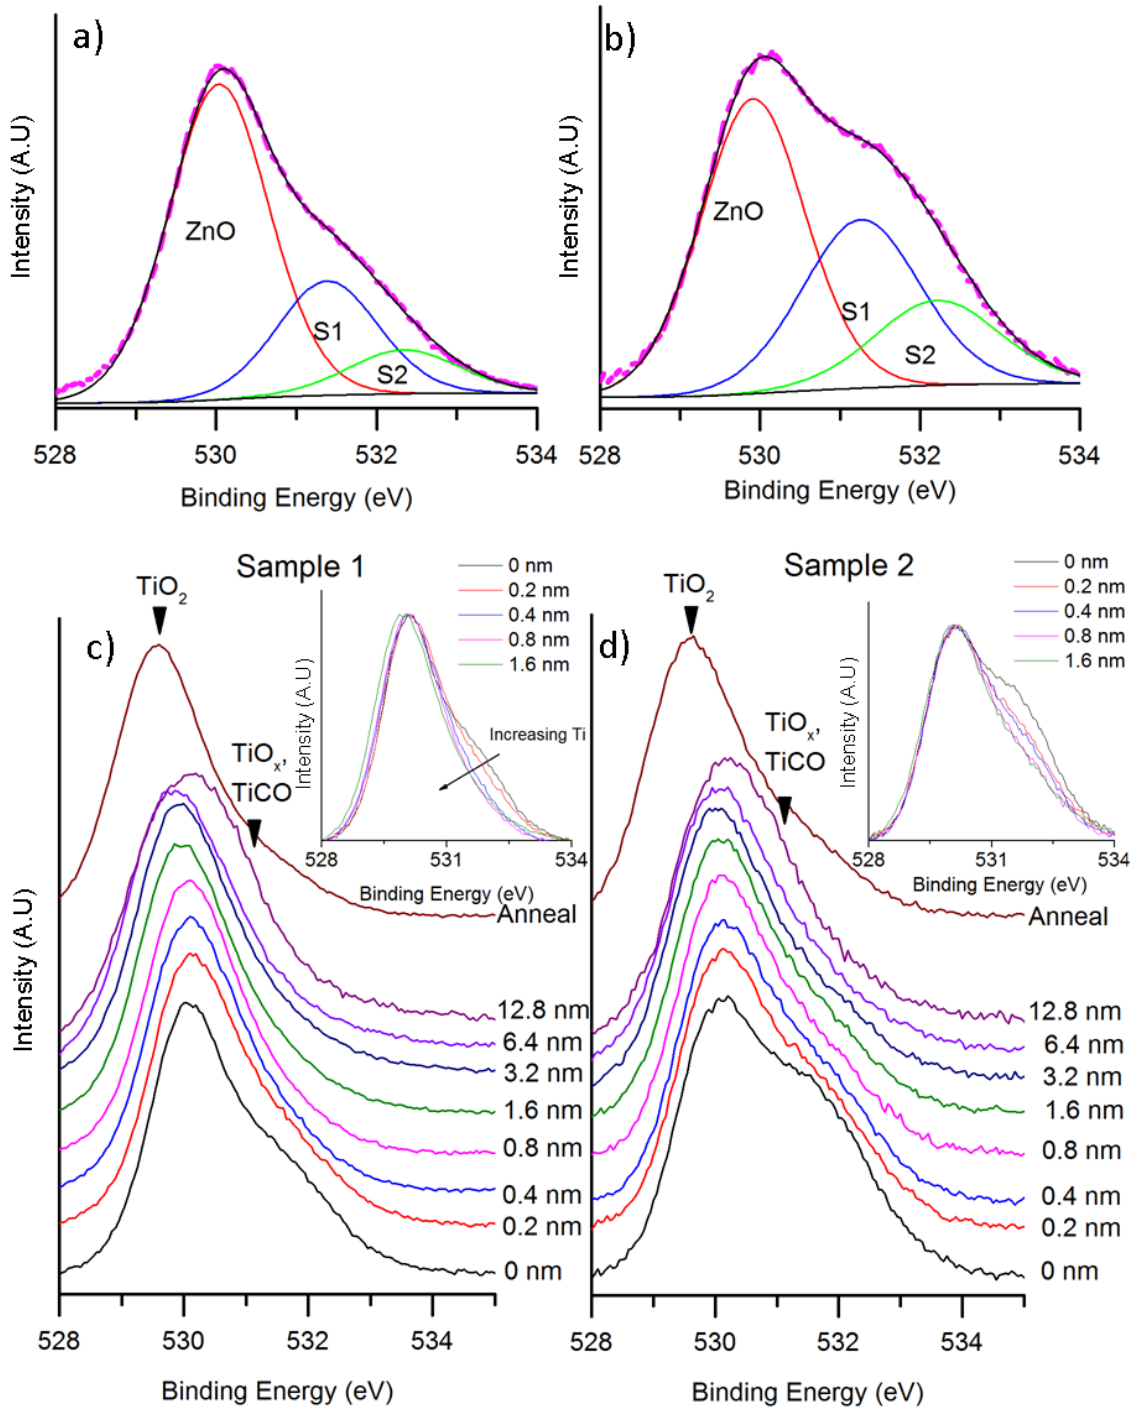 a)
Intensity (A.U)
ZnO
S1
S2
528 530 532 534
Binding Energy (eV)
b)
Intensity (A.U)
ZnO
S1
S2
528 530 532 534
Binding Energy (eV)
Sample 1
c)
TiO2
TiOx,
TiCO
0 nm
0.2 nm
0.4 nm
0.8 nm
1.6 nm
Intensity (A.U)
Increasing Ti
528 531 534
Binding Energy (eV)
Anneal
12.8 nm
6.4 nm
3.2 nm
1.6 nm
0.8 nm
0.4 nm
0.2 nm
0 nm
Intensity (A.U)
528 530 532 534
Binding Energy (eV)
Sample 2
d)
TiO2
TiOx,
TiCO
0 nm
0.2 nm
0.4 nm
0.8 nm
1.6 nm
Intensity (A.U)
528 531 534
Binding Energy (eV)
Anneal
12.8 nm
6.4 nm
3.2 nm
1.6 nm
0.8 nm
0.4 nm
0.2 nm
0 nm
528 530 532 534
Binding Energy (eV)